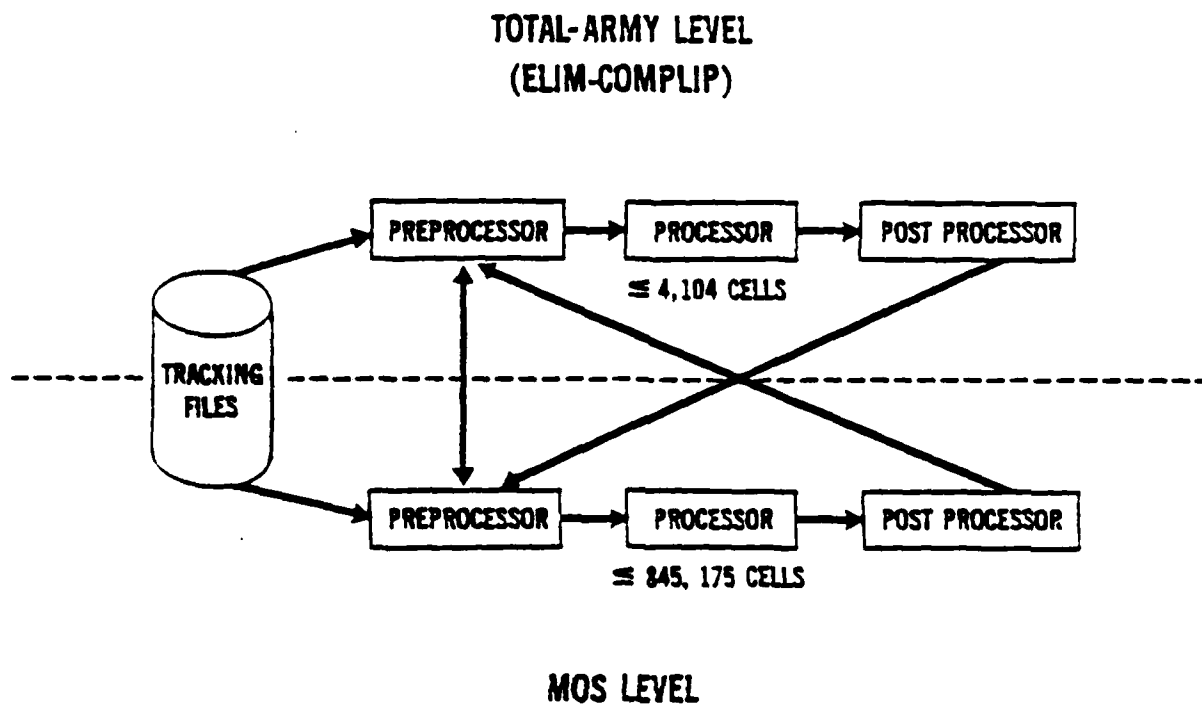 TOTAL-ARMY LEVEL
(ELIM-COMPLIP)
PREPROCESSOR
PROCESSOR
POST PROCESSOR
≤ 4,104 CELLS
TRACKING
FILES
PREPROCESSOR
PROCESSOR
POST PROCESSOR
≤ 845, 175 CELLS
MOS LEVEL